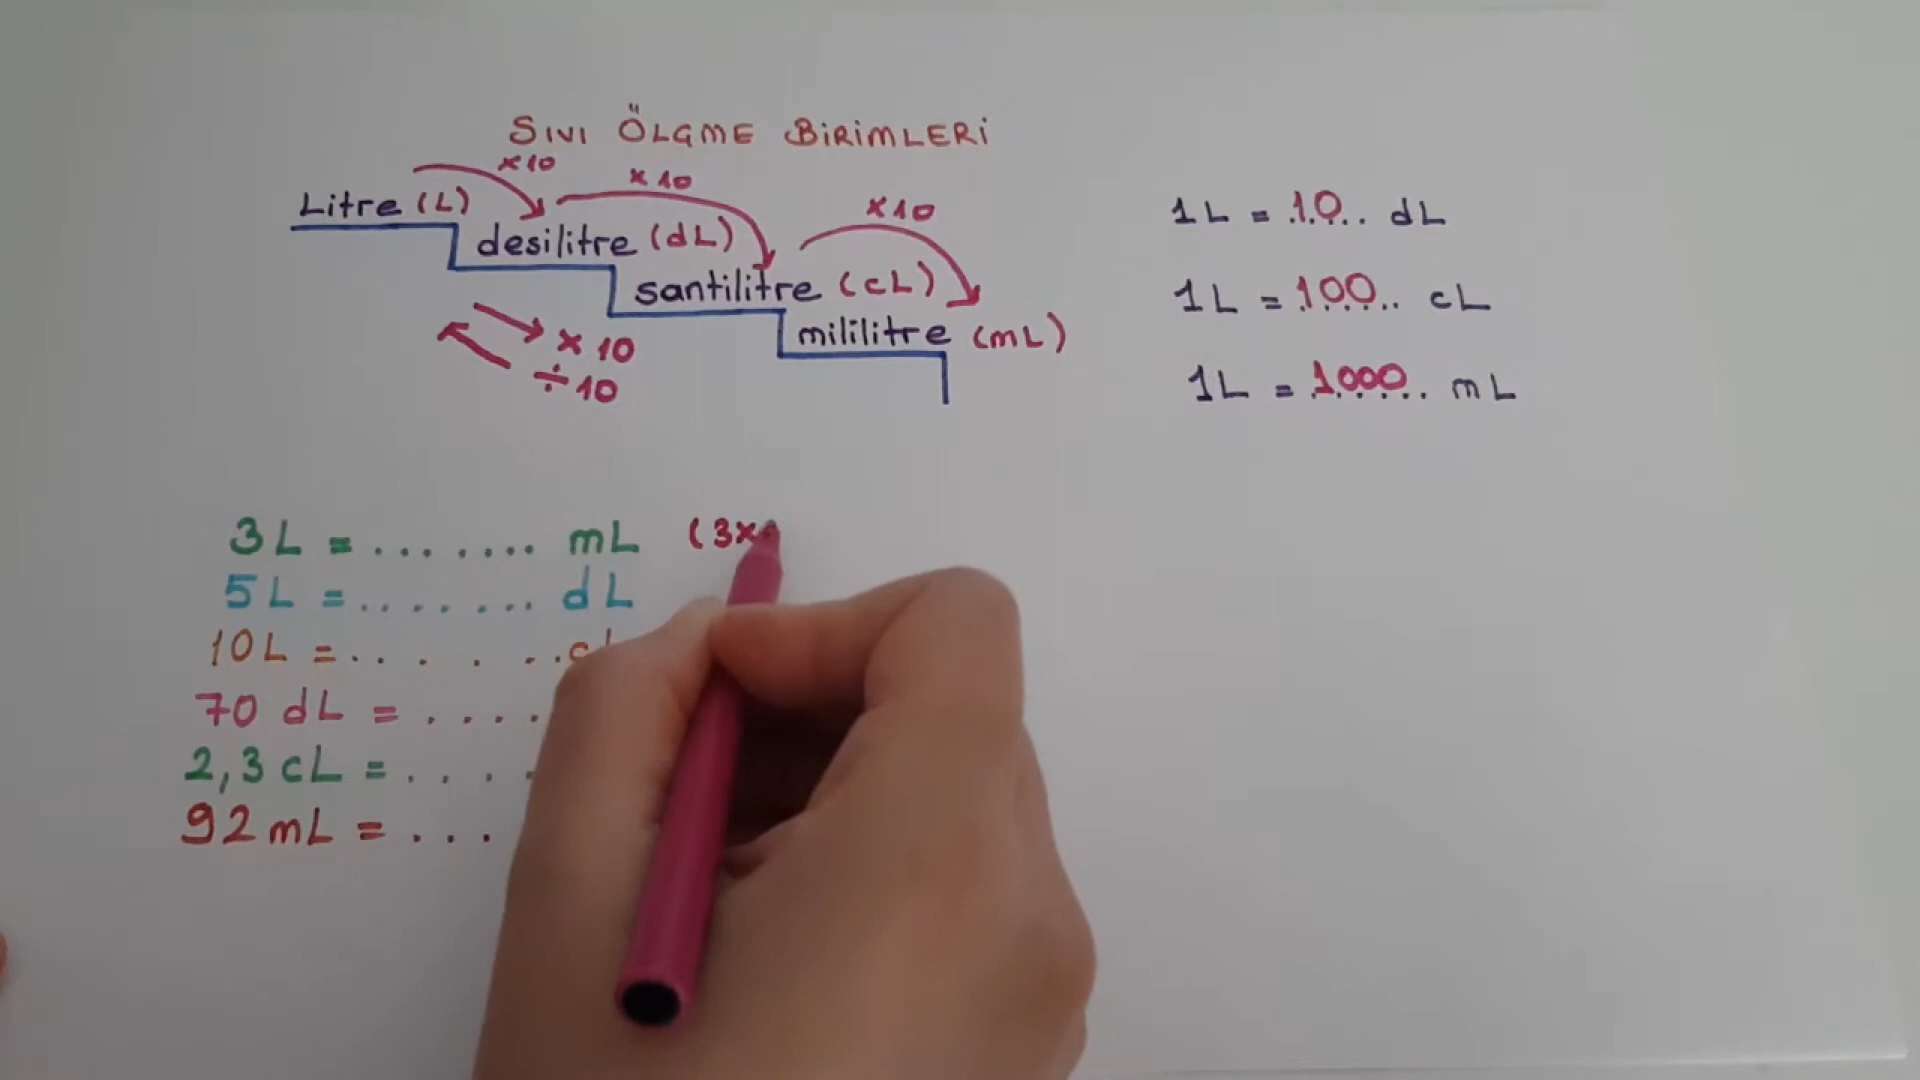 SIVI ÖLÇME BİRİMLERİ
x10
x10
x10
Litre (L)
desilitre (dL)
santilitre (cL)
mililitre (mL)
x10
÷10
1L = 10 dL
1L = 100 cL
1L = 1000 mL
3L = ........ mL (3x
5L = ....... dL
10L = ......
70 dL = ....
2,3 cL = ....
92 mL = ...